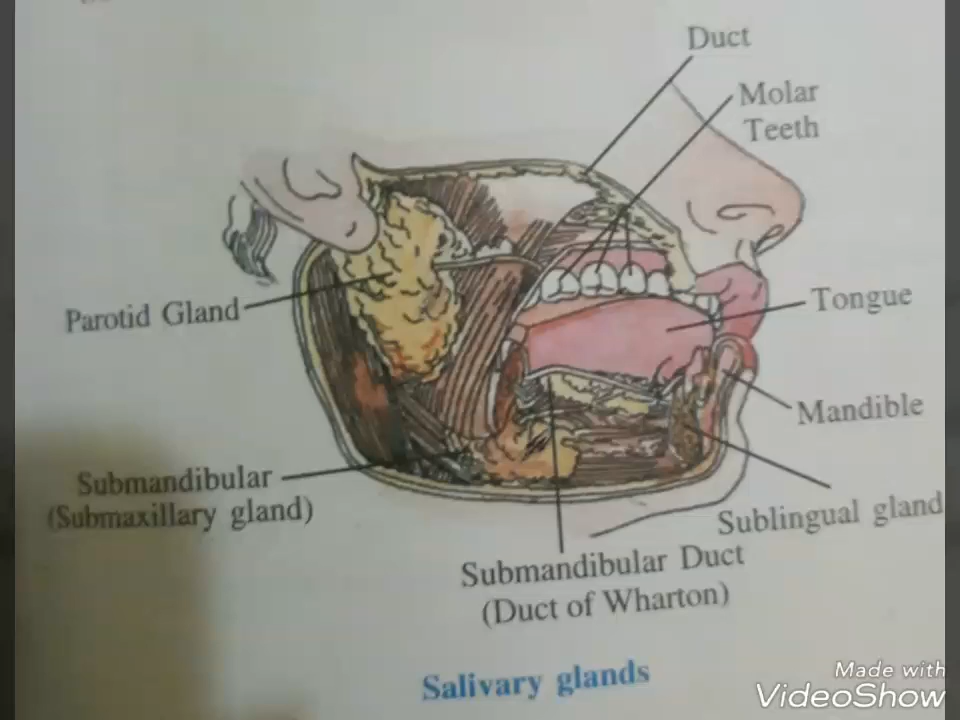 Duct
Molar
Teeth
Tongue
Parotid Gland
Mandible
Submandibular
(Submaxillary gland)
Sublingual gland
Submandibular Duct
(Duct of Wharton)
Salivary glands
Made with
VideoShow